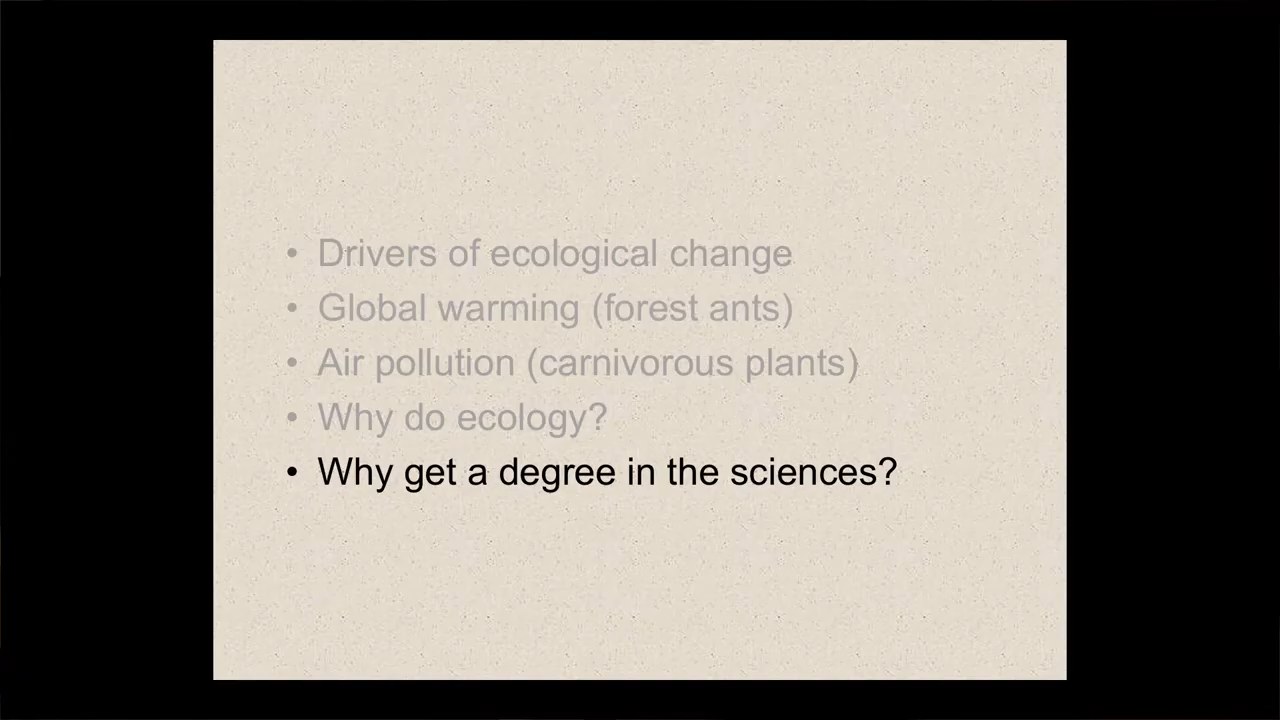 • Drivers of ecological change
• Global warming (forest ants)
• Air pollution (carnivorous plants)
• Why do ecology?
• Why get a degree in the sciences?